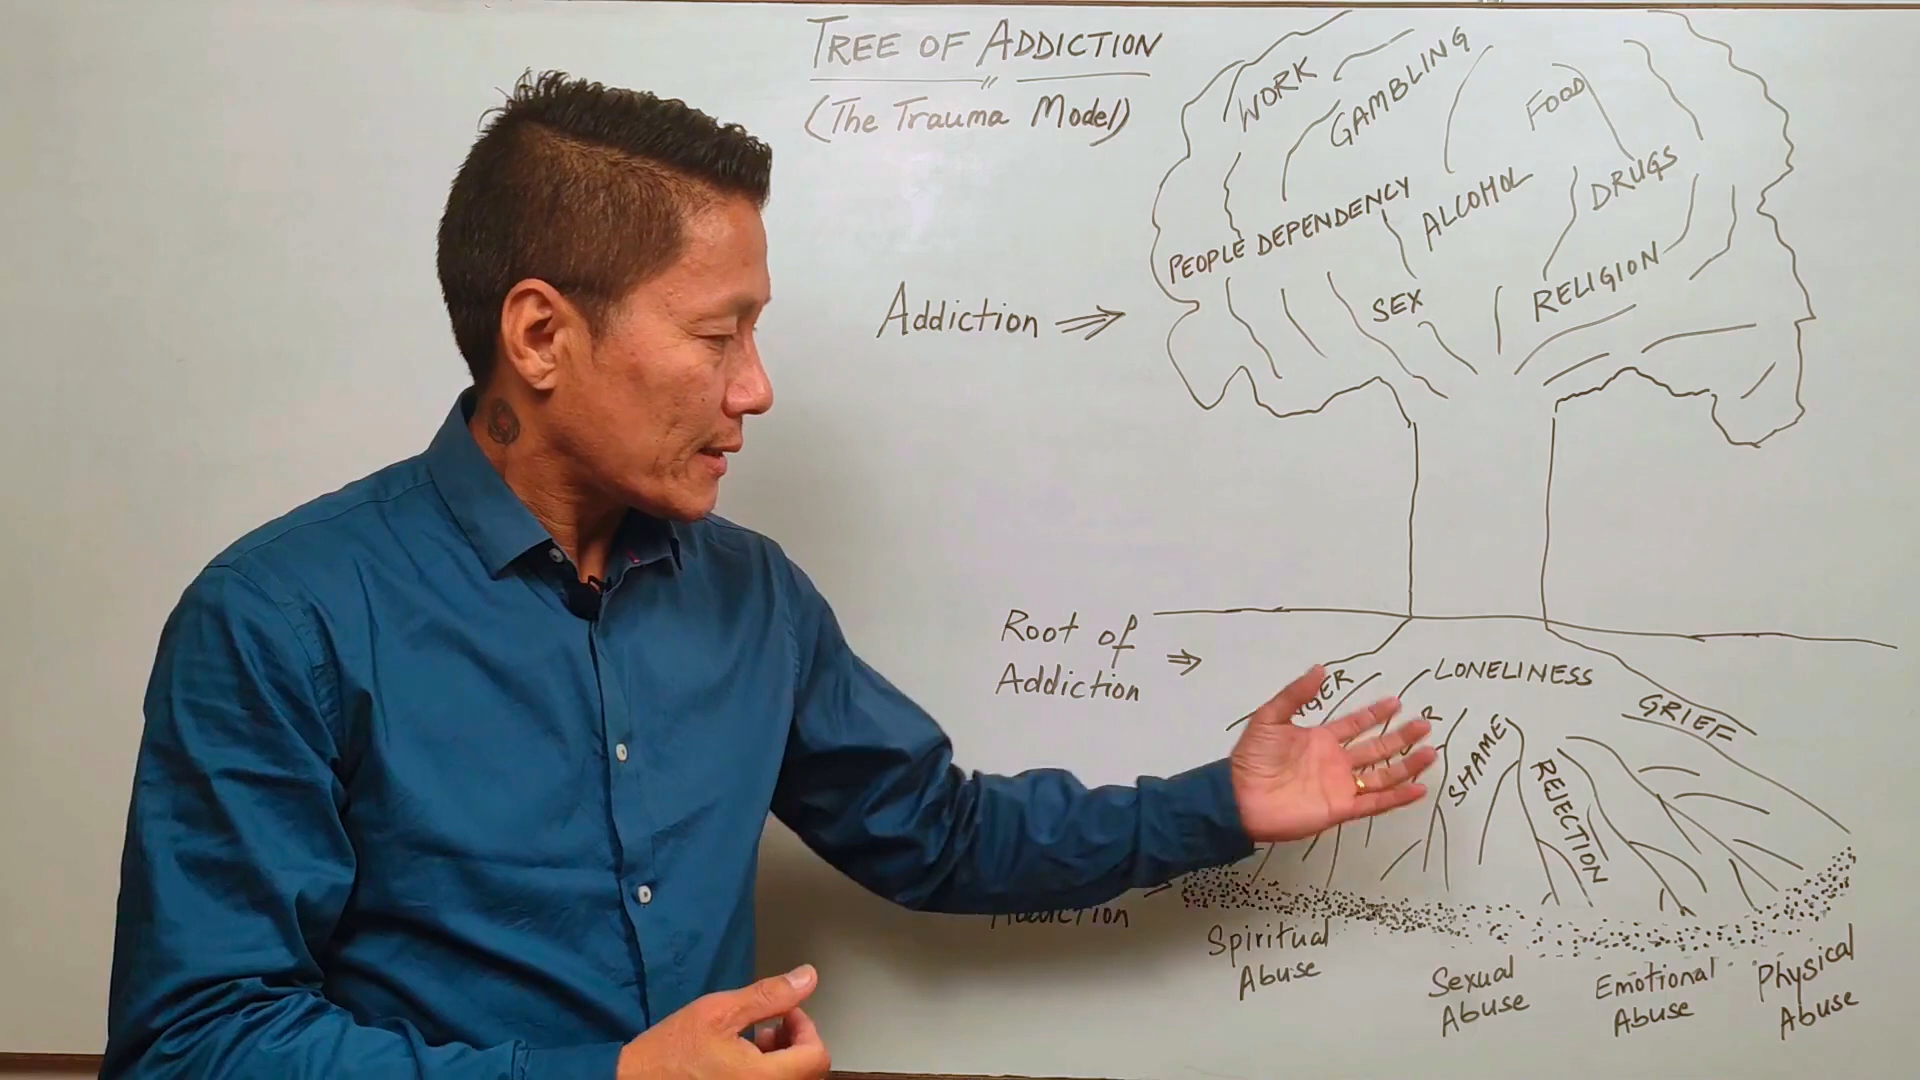 TREE OF ADDICTION
(The Trauma Model)
WORK
GAMBLING
FOOD
PEOPLE DEPENDENCY
ALCOHOL
DRUGS
SEX
RELIGION
Addiction
Root of
Addiction
LONELINESS
GRIEF
SHAME
REJECTION
Addiction
Spiritual
Abuse
Sexual
Abuse
Emotional
Abuse
Physical
Abuse